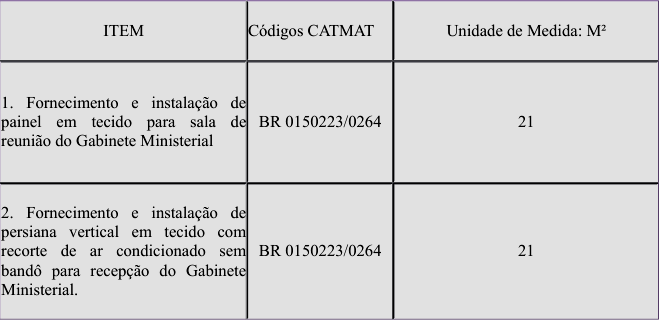 ITEM
Códigos CATMAT
Unidade de Medida: M²
1. Fornecimento e instalação de
painel em tecido para sala de
reunião do Gabinete Ministerial
BR 0150223/0264
21
2. Fornecimento e instalação de
persiana vertical em tecido com
recorte de ar condicionado sem
bandô para recepção do Gabinete
Ministerial.
BR 0150223/0264
21